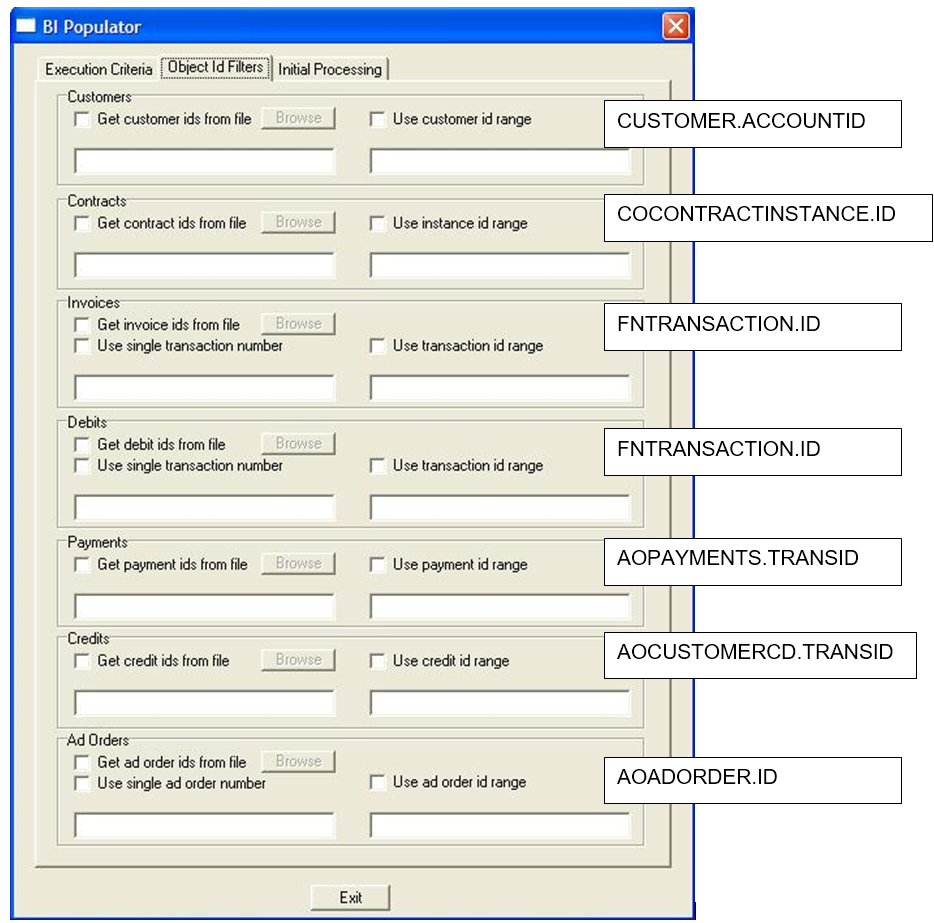 BI Populator
Execution Criteria Object Id Filters Initial Processing
Customers
Get customer ids from file Browse Use customer id range
CUSTOMER.ACCOUNTID
Contracts
Get contract ids from file Browse Use instance id range
COCONTRACTINSTANCE.ID
Invoices
Get invoice ids from file Browse
Use single transaction number Use transaction id range
FNTRANSACTION.ID
Debits
Get debit ids from file Browse
Use single transaction number Use transaction id range
FNTRANSACTION.ID
Payments
Get payment ids from file Browse Use payment id range
AOPAYMENTS.TRANSID
Credits
Get credit ids from file Browse Use credit id range
AOCUSTOMERCD.TRANSID
Ad Orders
Get ad order ids from file Browse
Use single ad order number Use ad order id range
AOADORDER.ID
Exit